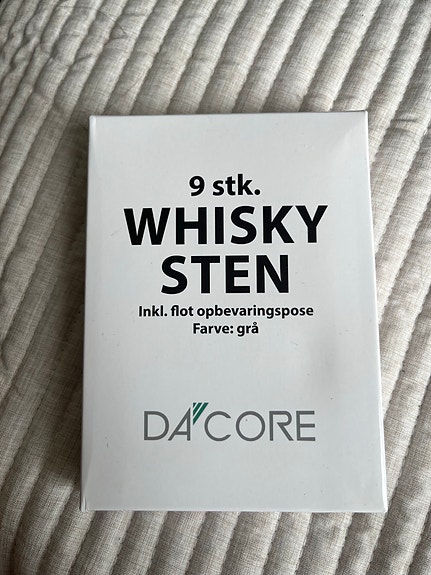 9 stk.
WHISKY
STEN
Inkl. flot opbevaringspose
Farve: grå
DA CORE